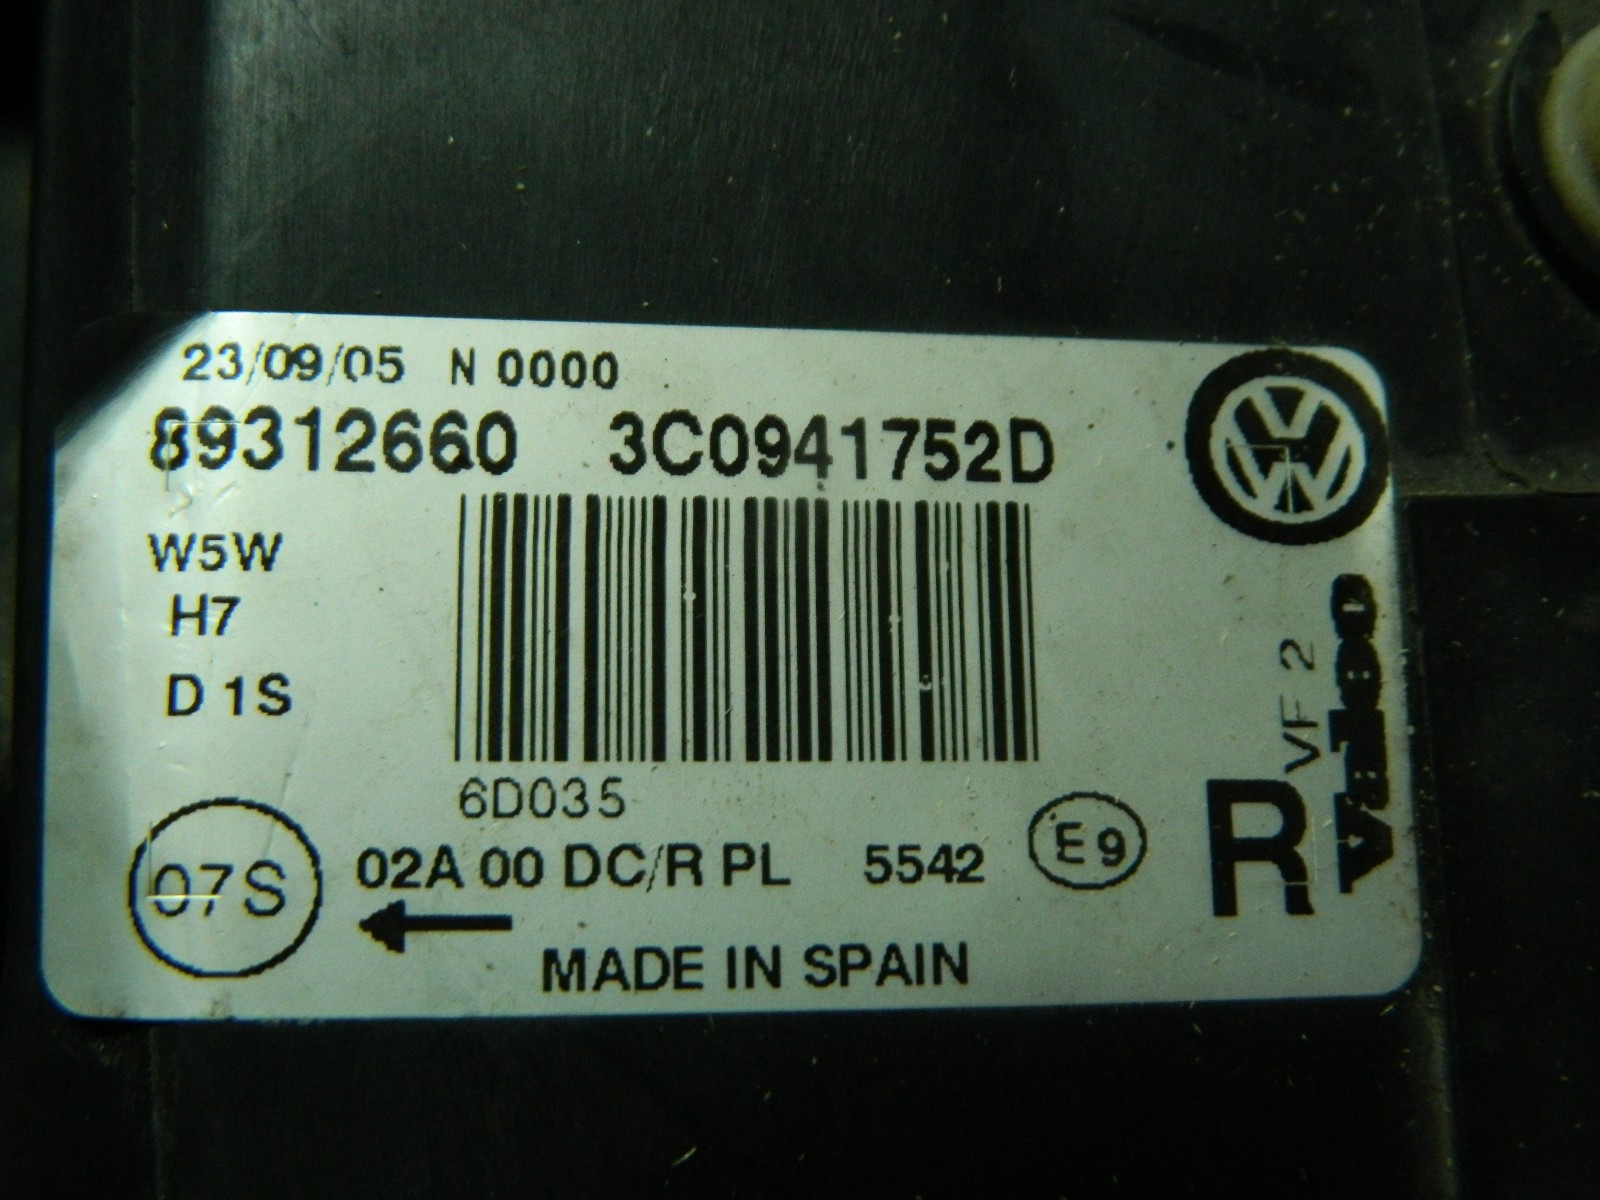 23/09/05 N 0000
89312660 3C0941752D
W5W
H7
D1S
6D035
07S
02A 00 DC/R PL 5542 E9
MADE IN SPAIN
R
VF 2
Valeo